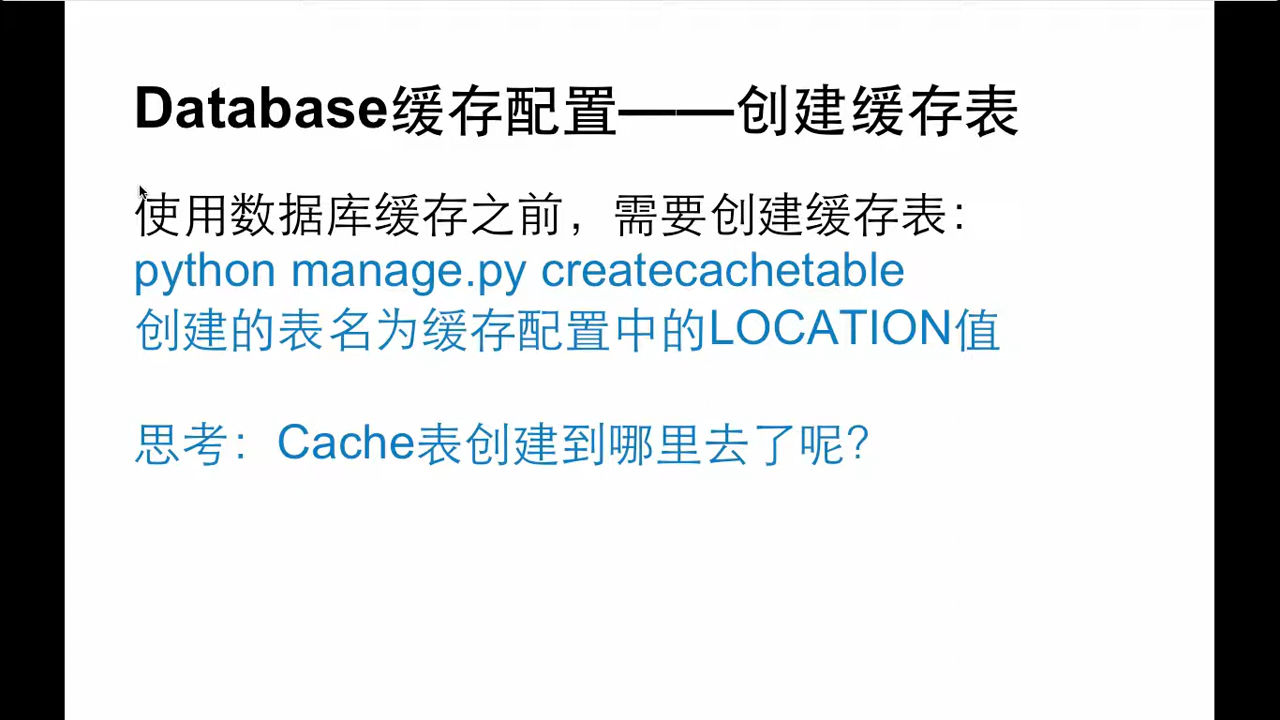 Database缓存配置——创建缓存表
使用数据库缓存之前，需要创建缓存表：
python manage.py createcachetable
创建的表名为缓存配置中的LOCATION值
思考：Cache表创建到哪里去了呢？